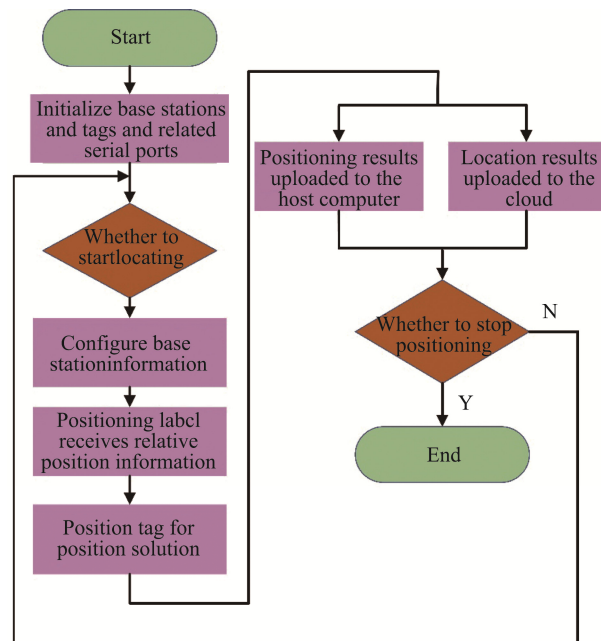 Start
Initialize base stations
and tags and related
serial ports
Whether to
startlocating
Configure base
stationinformation
Positioning labcl
receives relative
position information
Position tag for
position solution
Positioning results
uploaded to the
host computer
Location results
uploaded to the
cloud
Whether to stop
positioning
N
Y
End